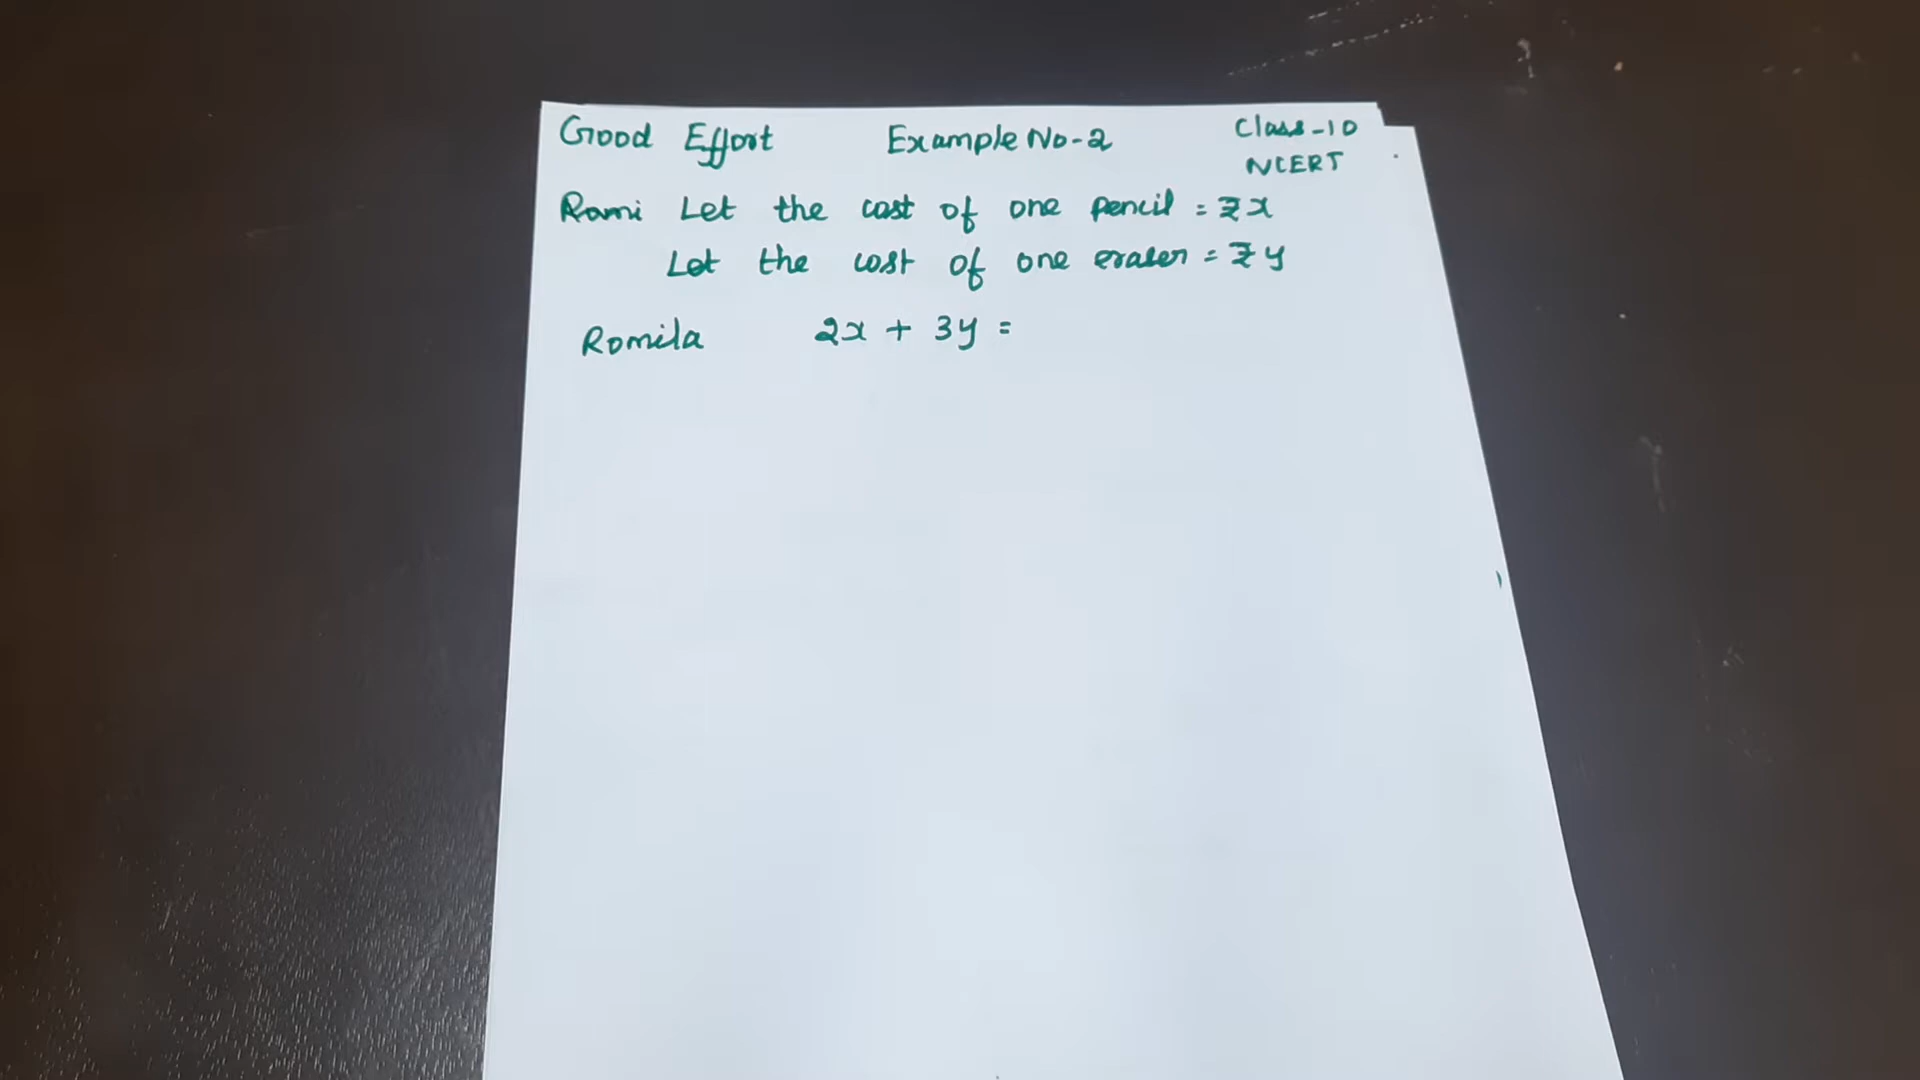 Good Effort Example No-2 Class-10
NCERT
Rami Let the cost of one pencil = ₹x
Let the cost of one eraser = ₹y
Romila 2x + 3y =